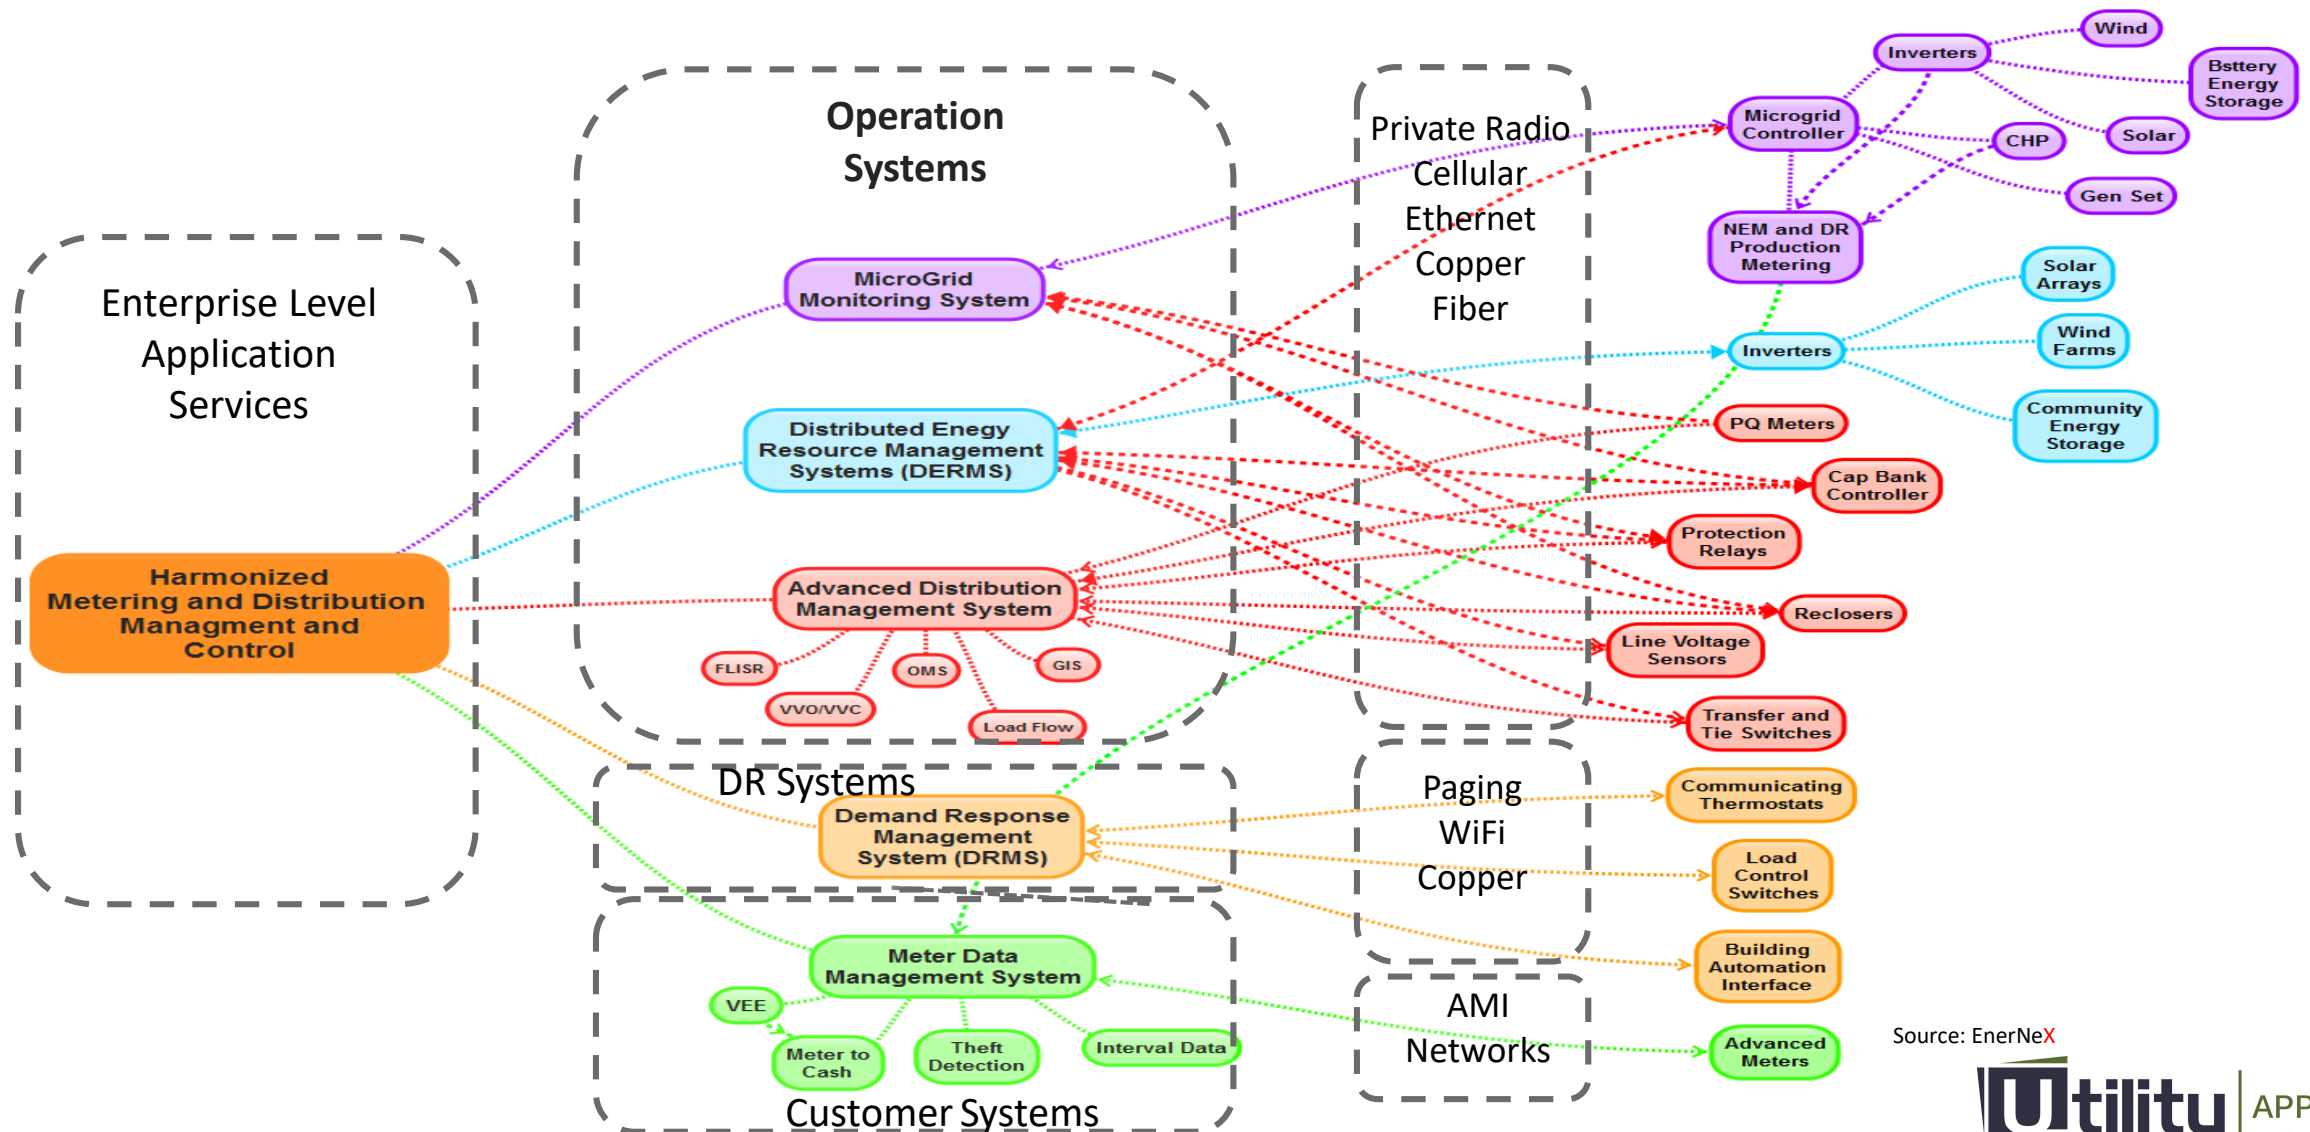 Enterprise Level
Application
Services
Harmonized
Metering and Distribution
Managment and
Control
Operation
Systems
MicroGrid
Monitoring System
Distributed Enegy
Resource Management
Systems (DERMS)
Advanced Distribution
Management System
FLISR
VVO/VVC
OMS
Load Flow
GIS
DR Systems
Demand Response
Management
System (DRMS)
Meter Data
Management System
VEE
Meter to
Cash
Theft
Detection
Interval Data
Customer Systems
Private Radio
Cellular
Ethernet
Copper
Fiber
Paging
WiFi
Copper
AMI
Networks
Inverters
Wind
Bsttery
Energy
Storage
Microgrid
Controller
CHP
Solar
Gen Set
NEM and DR
Production
Metering
Solar
Arrays
Inverters
Wind
Farms
Community
Energy
Storage
PQ Meters
Cap Bank
Controller
Protection
Relays
Reclosers
Line Voltage
Sensors
Transfer and
Tie Switches
Communicating
Thermostats
Load
Control
Switches
Building
Automation
Interface
Advanced
Meters
Source: EnerNeX
Utility
APP